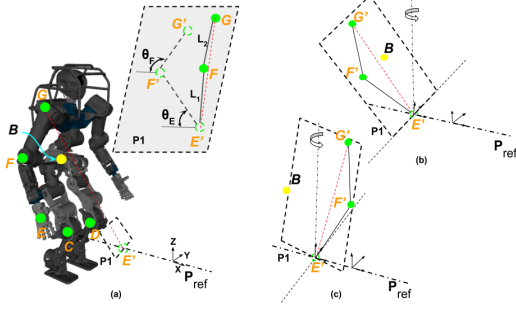 G'
G
L2
θF
F'
F
L1
θE
P1
E'
G
B
F
E
C
D
P1
E'
Z
Y
X
Pref
(a)
G'
B
F'
P1
E'
Pref
(b)
G'
B
F'
P1
E'
Pref
(c)